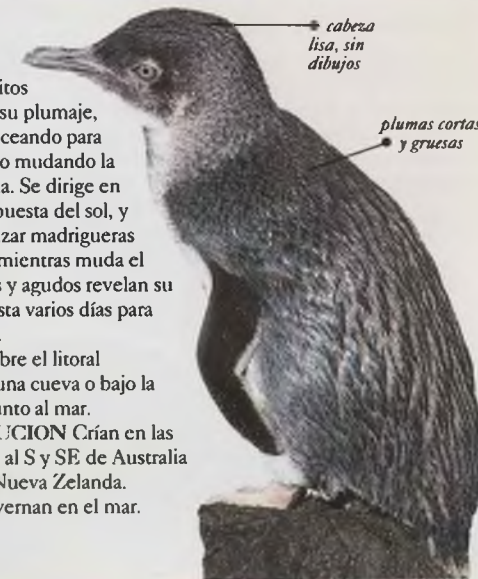 cabeza
lisa, sin
dibujos
plumas cortas
y gruesas
itos
su plumaje,
ceando para
o mudando la
a. Se dirige en
puesta del sol, y
zar madrigueras
mientras muda el
s y agudos revelan su
sta varios días para
bre el litoral
una cueva o bajo la
unto al mar.
UCION Crían en las
al S y SE de Australia
Nueva Zelanda.
vernan en el mar.